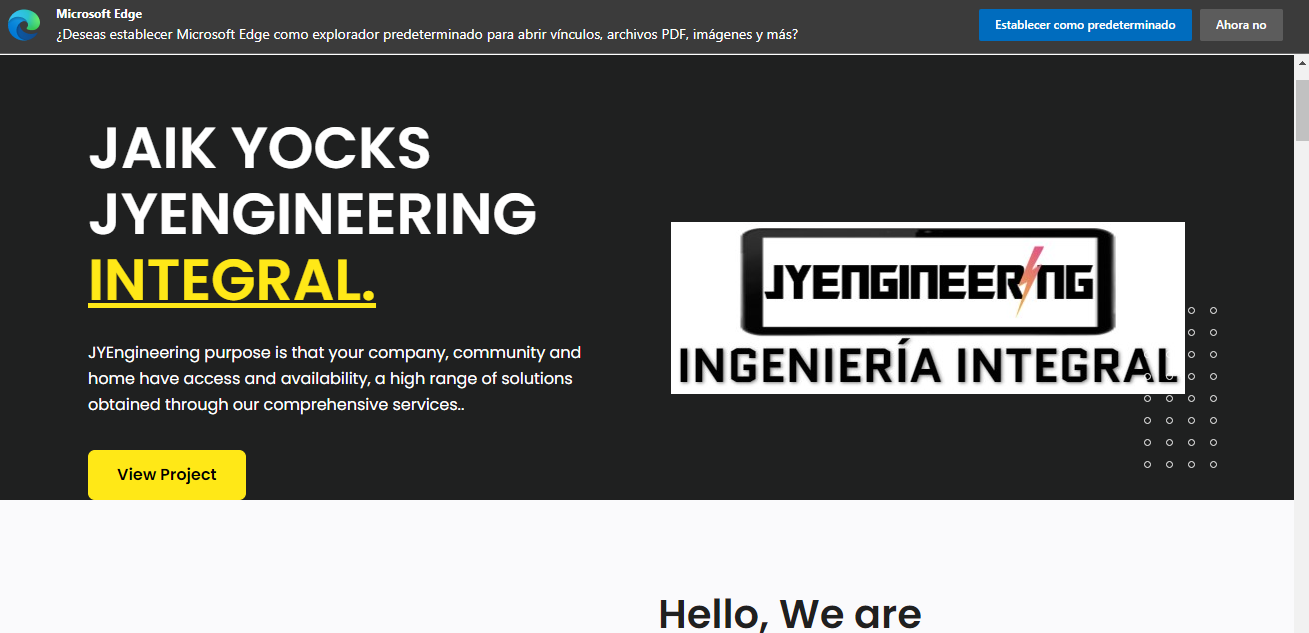 Microsoft Edge
¿Deseas establecer Microsoft Edge como explorador predeterminado para abrir vínculos, archivos PDF, imágenes y más?
Establecer como predeterminado
Ahora no
JAIK YOCKS
JYENGINEERING
INTEGRAL.
JYEngineering purpose is that your company, community and
home have access and availability, a high range of solutions
obtained through our comprehensive services..
View Project
JYENGINEERING
INGENIERÍA INTEGRAL
Hello, We are